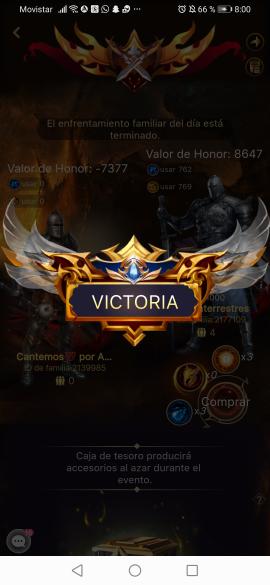 Movistar
66 %
8:00
El enfrentamiento familiar del día está
terminado.
Valor de Honor: -7377
Valor de Honor: 8647
usar 0
usar 762
usar 0
usar 769
VICTORIA
Cantemos por A...
ID de familia:2139985
0
4
x3
x0
x3
Comprar
Caja de tesoro producirá
accesorios al azar durante el
evento.